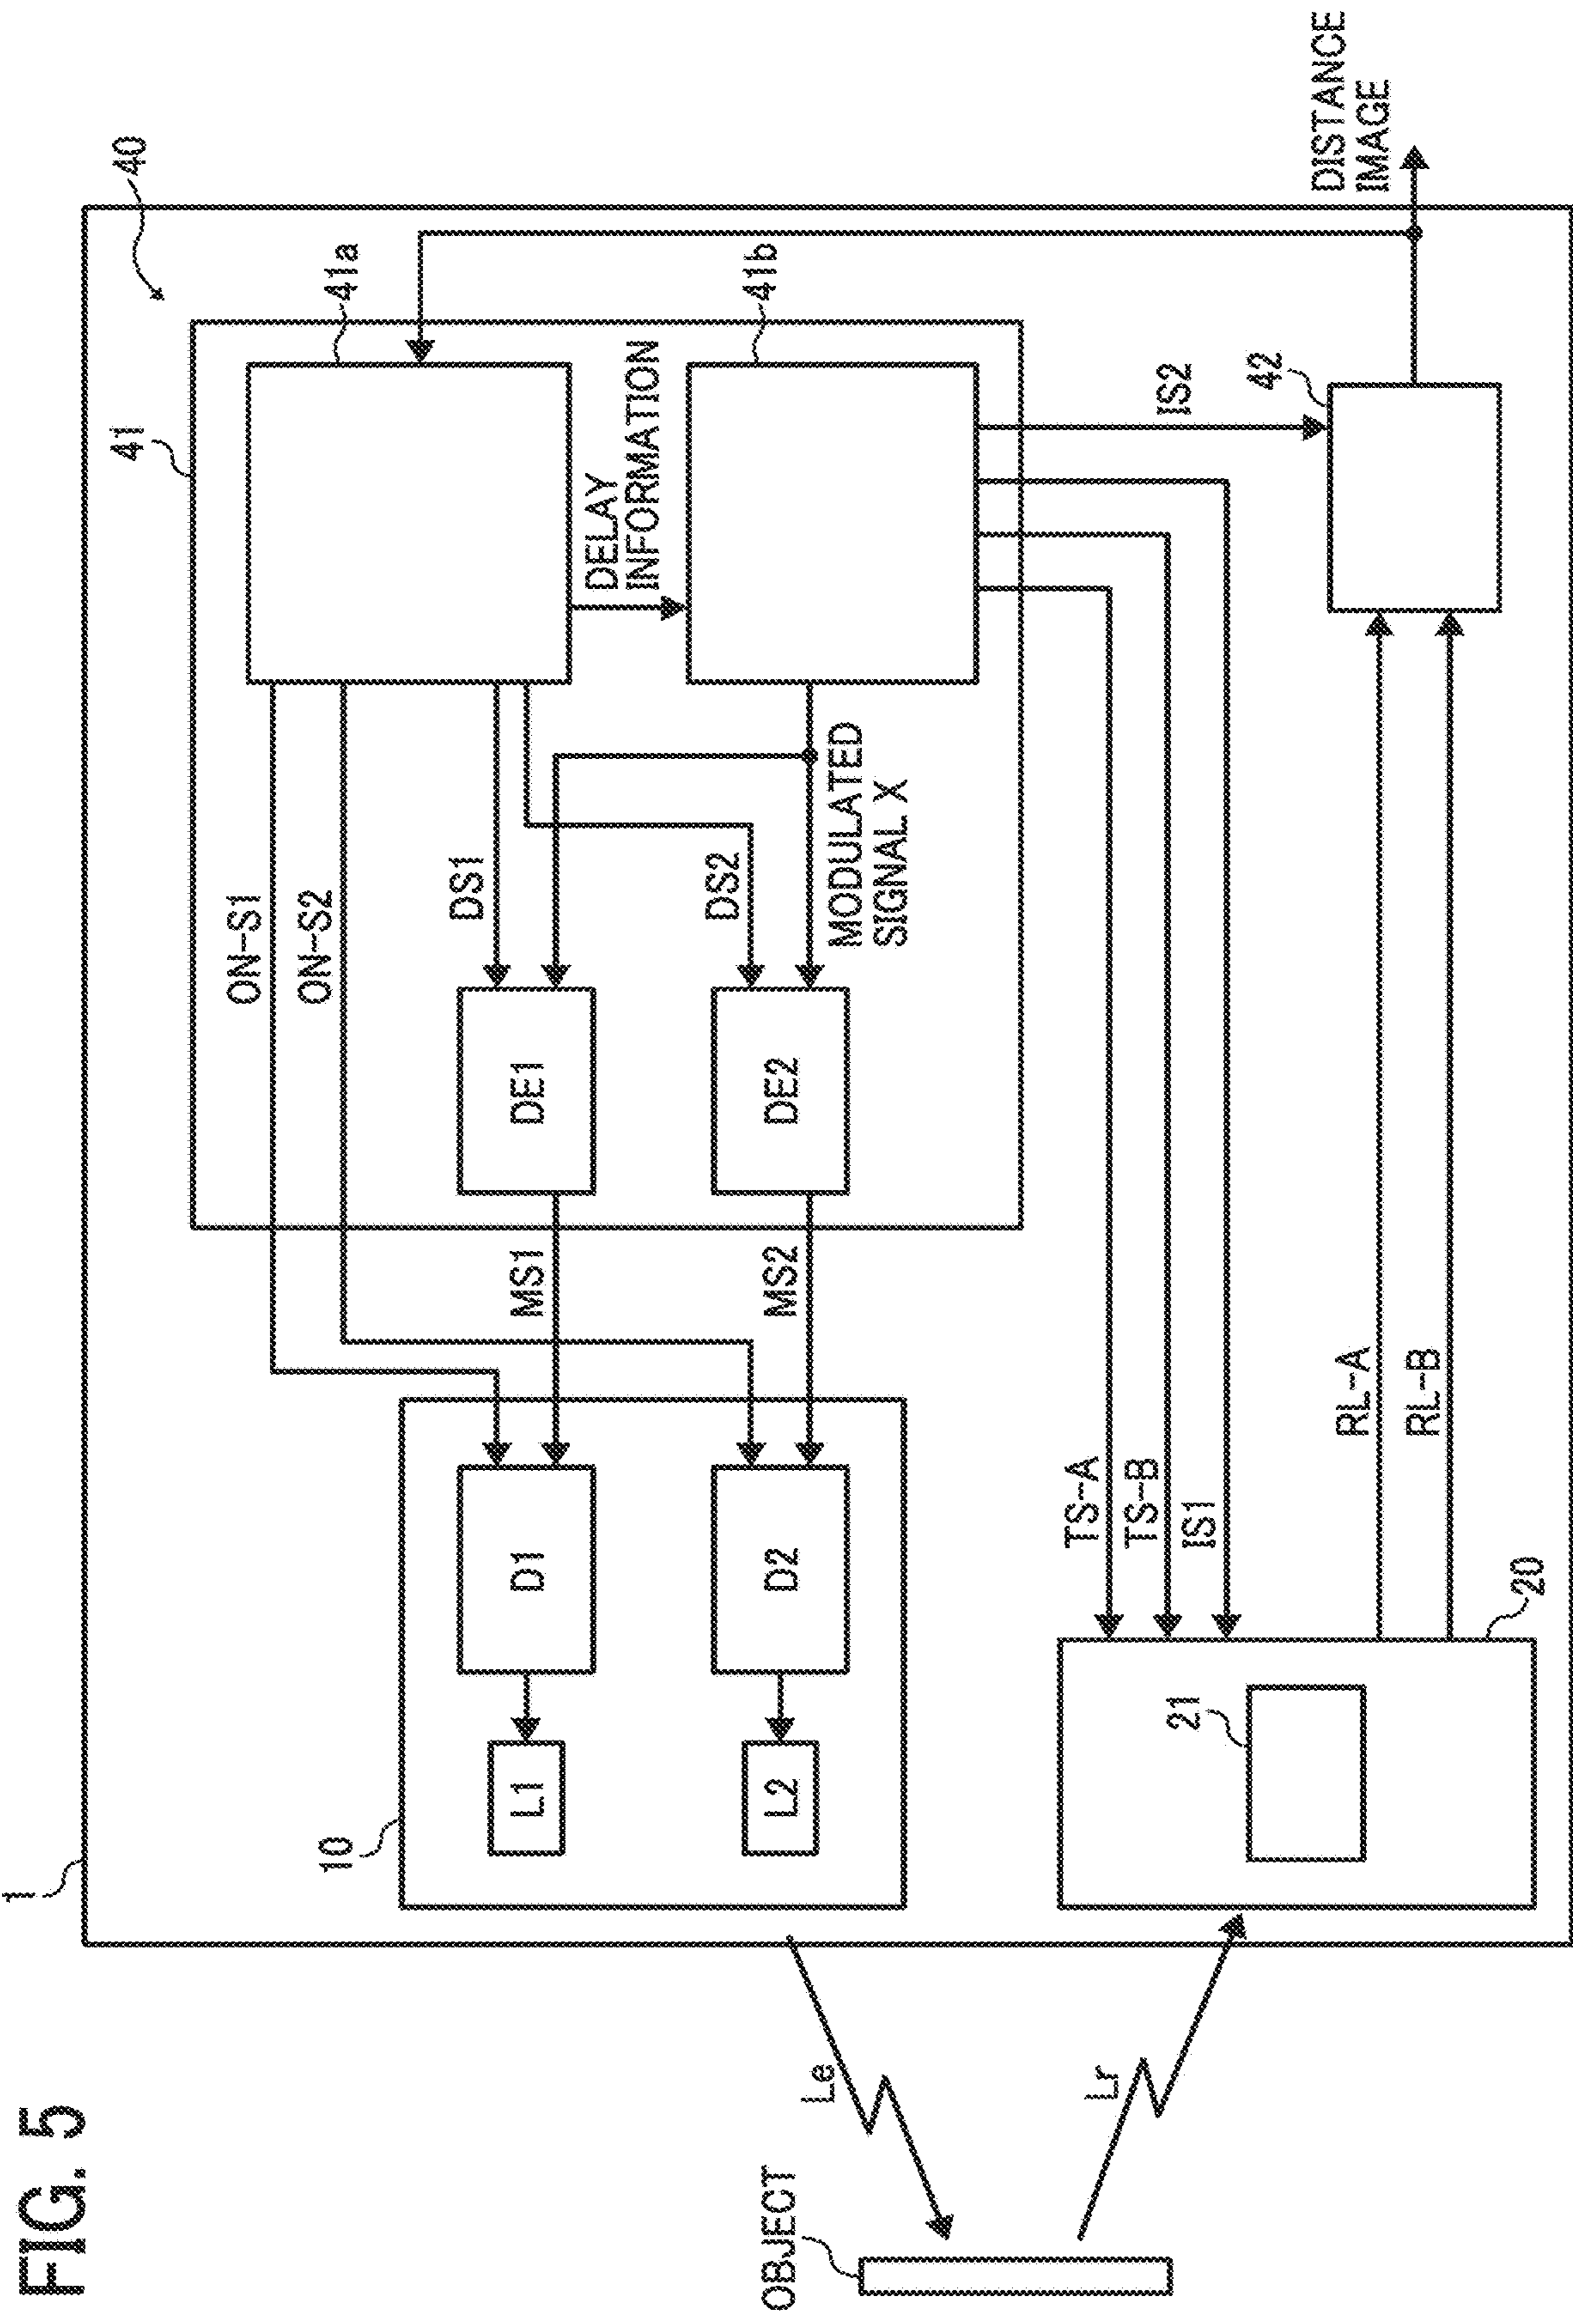 FIG. 5
1
40
41
10
ON-S1
ON-S2
41a
L1
D1
MS1
DE1
DS1
DELAY
INFORMATION
L2
D2
MS2
DE2
DS2
41b
MODULATED
SIGNAL X
OBJECT
Le
Lr
TS-A
TS-B
IS1
IS2
21
20
RL-A
RL-B
42
DISTANCE
IMAGE